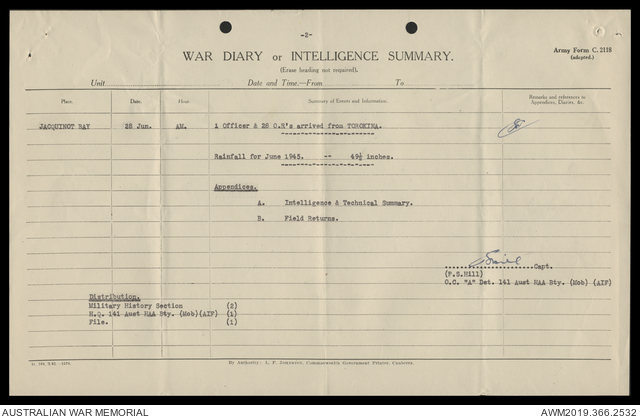 -2-
WAR DIARY or INTELLIGENCE SUMMARY.
Army Form C. 2118
(adapted.)
(Erase heading not required).
Unit Date and Time.—From To
Place. Date. Hour. Summary of Events and Information. Remarks and references to
Appendices, Diaries, &c.
JACQUINOT BAY 28 Jun. AM. 1 Officer & 28 O.R's arrived from TOROKINA.
Rainfall for June 1945. -- 49½ inches.
Appendices.
A. Intelligence & Technical Summary.
B. Field Returns.
Capt.
(P.S.Hill)
O.C. "A" Det. 141 Aust HAA Bty. (Mob) (AIF)
Distribution.
Military History Section (2)
H.Q. 141 Aust HAA Bty. (Mob)(AIF) (1)
File. (1)
By Authority: L. F. Johnston, Commonwealth Government Printer, Canberra.
AUSTRALIAN WAR MEMORIAL AWM2019.366.2532